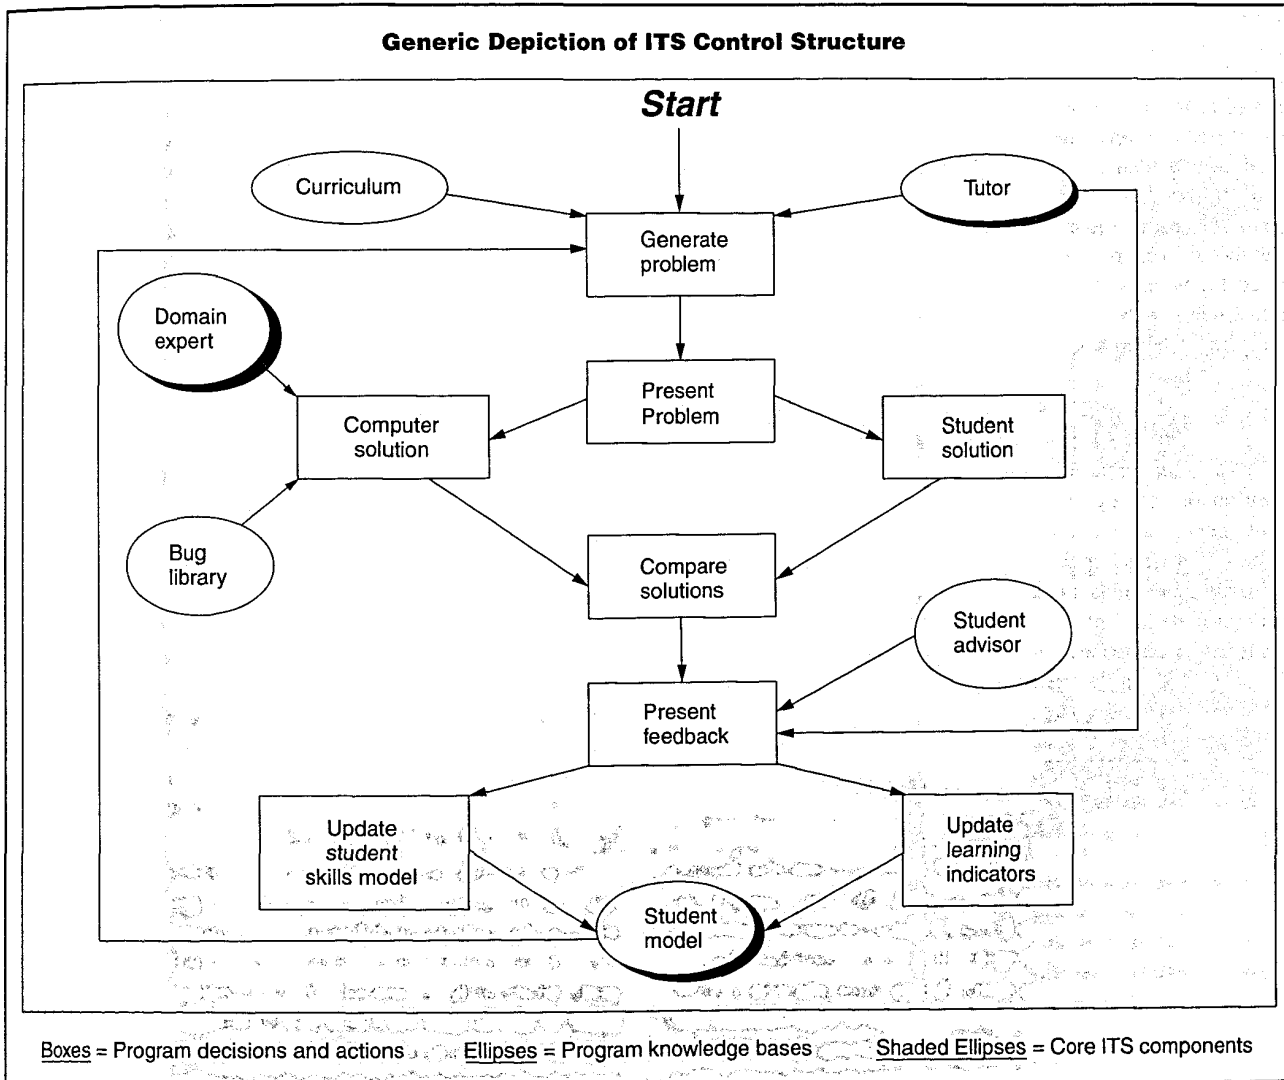 Generic Depiction of ITS Control Structure
Start
Curriculum
Tutor
Generate
problem
Domain
expert
Present
Problem
Computer
solution
Student
solution
Bug
library
Compare
solutions
Student
advisor
Present
feedback
Update
student
skills model
Update
learning
indicators
Student
model
Boxes = Program decisions and actions Ellipses = Program knowledge bases Shaded Ellipses = Core ITS components